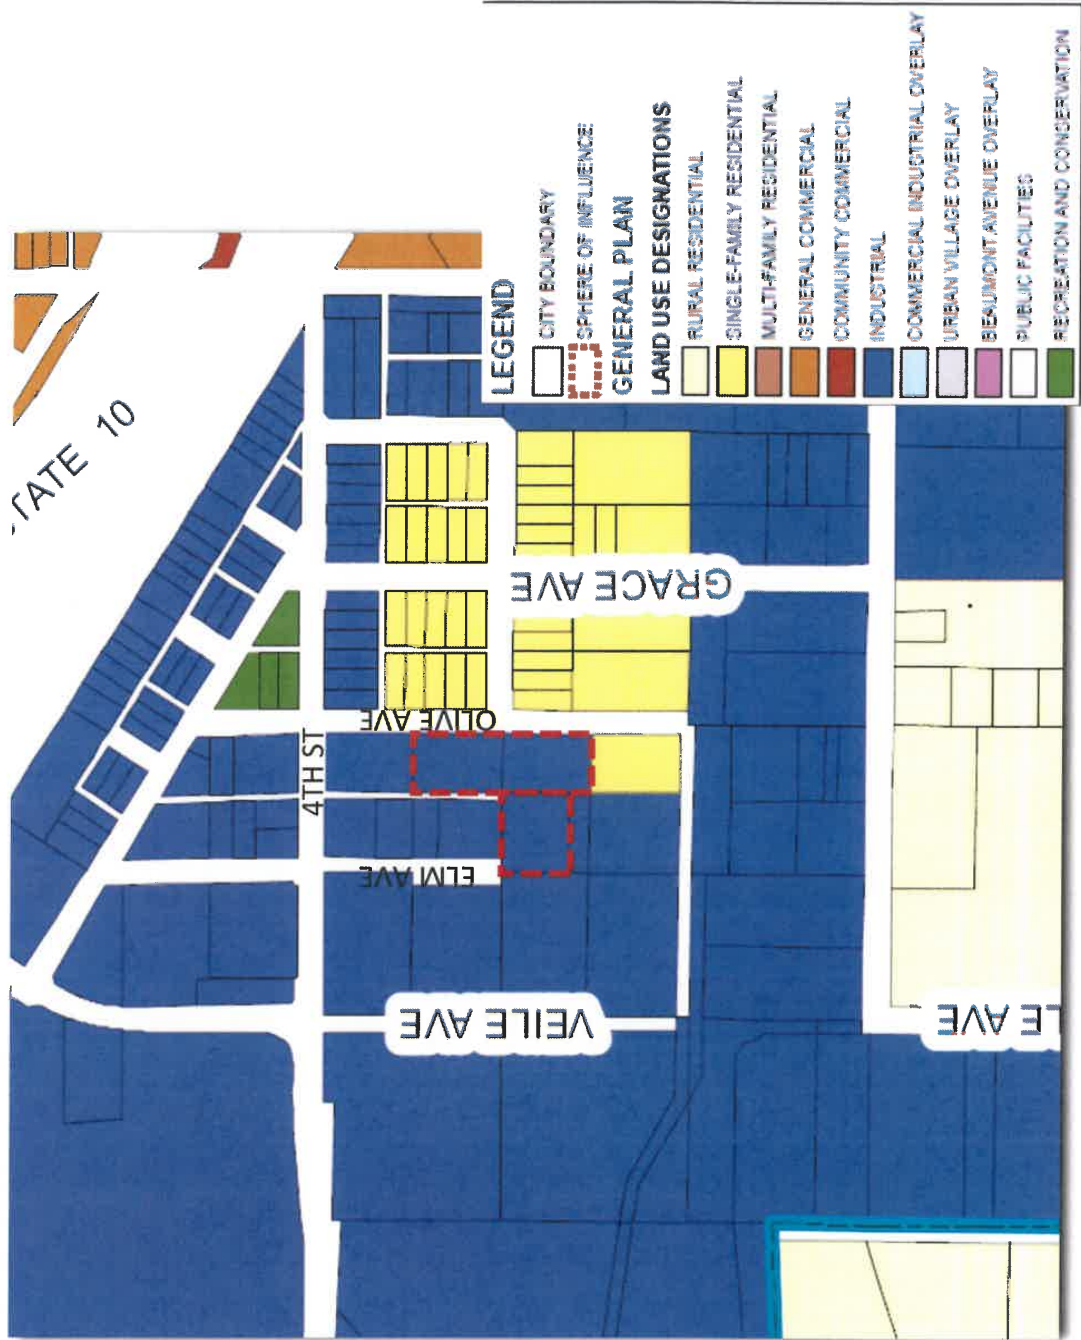 TATE 10
4TH ST
OLIVE AVE
ELM AVE
GRACE AVE
VEILE AVE
LE AVE
LEGEND
CITY BOUNDARY
SPHERE OF INFLUENCE
GENERAL PLAN
LAND USE DESIGNATIONS
RURAL RESIDENTIAL
SINGLE-FAMILY RESIDENTIAL
MULTI-FAMILY RESIDENTIAL
GENERAL COMMERCIAL
COMMUNITY COMMERCIAL
INDUSTRIAL
COMMERCIAL INDUSTRIAL OVERLAY
URBAN VILLAGE OVERLAY
BEAUMONT AVENUE OVERLAY
PUBLIC FACILITIES
RECREATION AND CONSERVATION